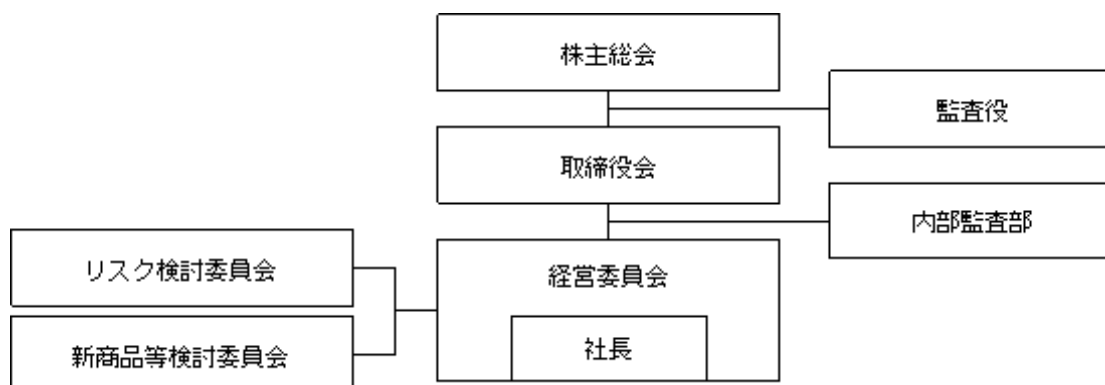 株主総会
監査役
取締役会
内部監査部
リスク検討委員会
経営委員会
社長
新商品等検討委員会